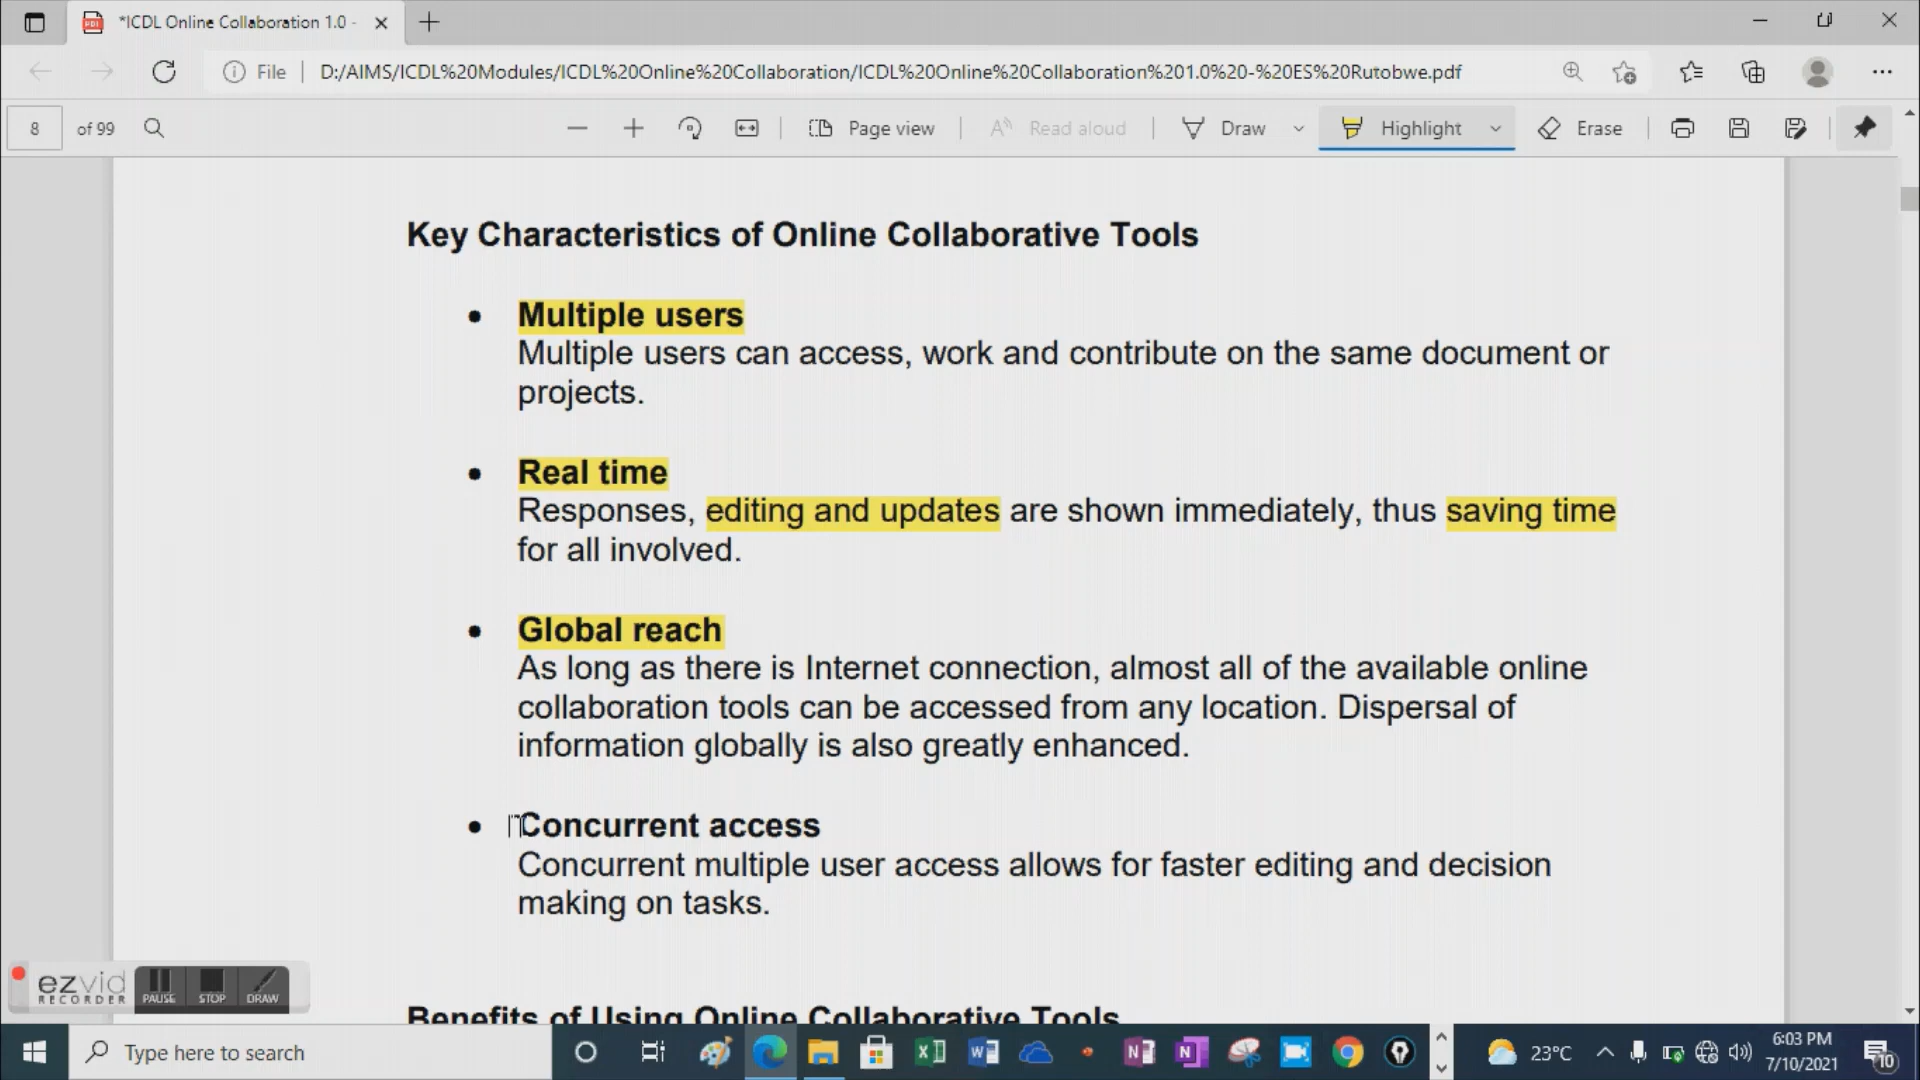 *ICDL Online Collaboration 1.0 -
File
D:/AIMS/ICDL%20Modules/ICDL%20Online%20Collaboration/ICDL%20Online%20Collaboration%201.0%20-%20ES%20Rutobwe.pdf
8 of 99
Page view
Read aloud
Draw
Highlight
Erase
Key Characteristics of Online Collaborative Tools
• Multiple users
Multiple users can access, work and contribute on the same document or
projects.
• Real time
Responses, editing and updates are shown immediately, thus saving time
for all involved.
• Global reach
As long as there is Internet connection, almost all of the available online
collaboration tools can be accessed from any location. Dispersal of
information globally is also greatly enhanced.
• Concurrent access
Concurrent multiple user access allows for faster editing and decision
making on tasks.
Benefits of Using Online Collaborative Tools
ezvid
RECORDER
PAUSE
STOP
DRAW
Type here to search
23°C
6:03 PM
7/10/2021
10